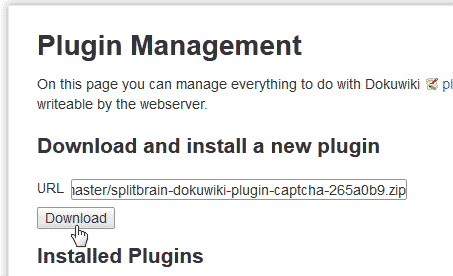 Plugin Management
On this page you can manage everything to do with Dokuwiki pl
writeable by the webserver.
Download and install a new plugin
URL naster/splitbrain-dokuwiki-plugin-captcha-265a0b9.zip
Download
Installed Plugins